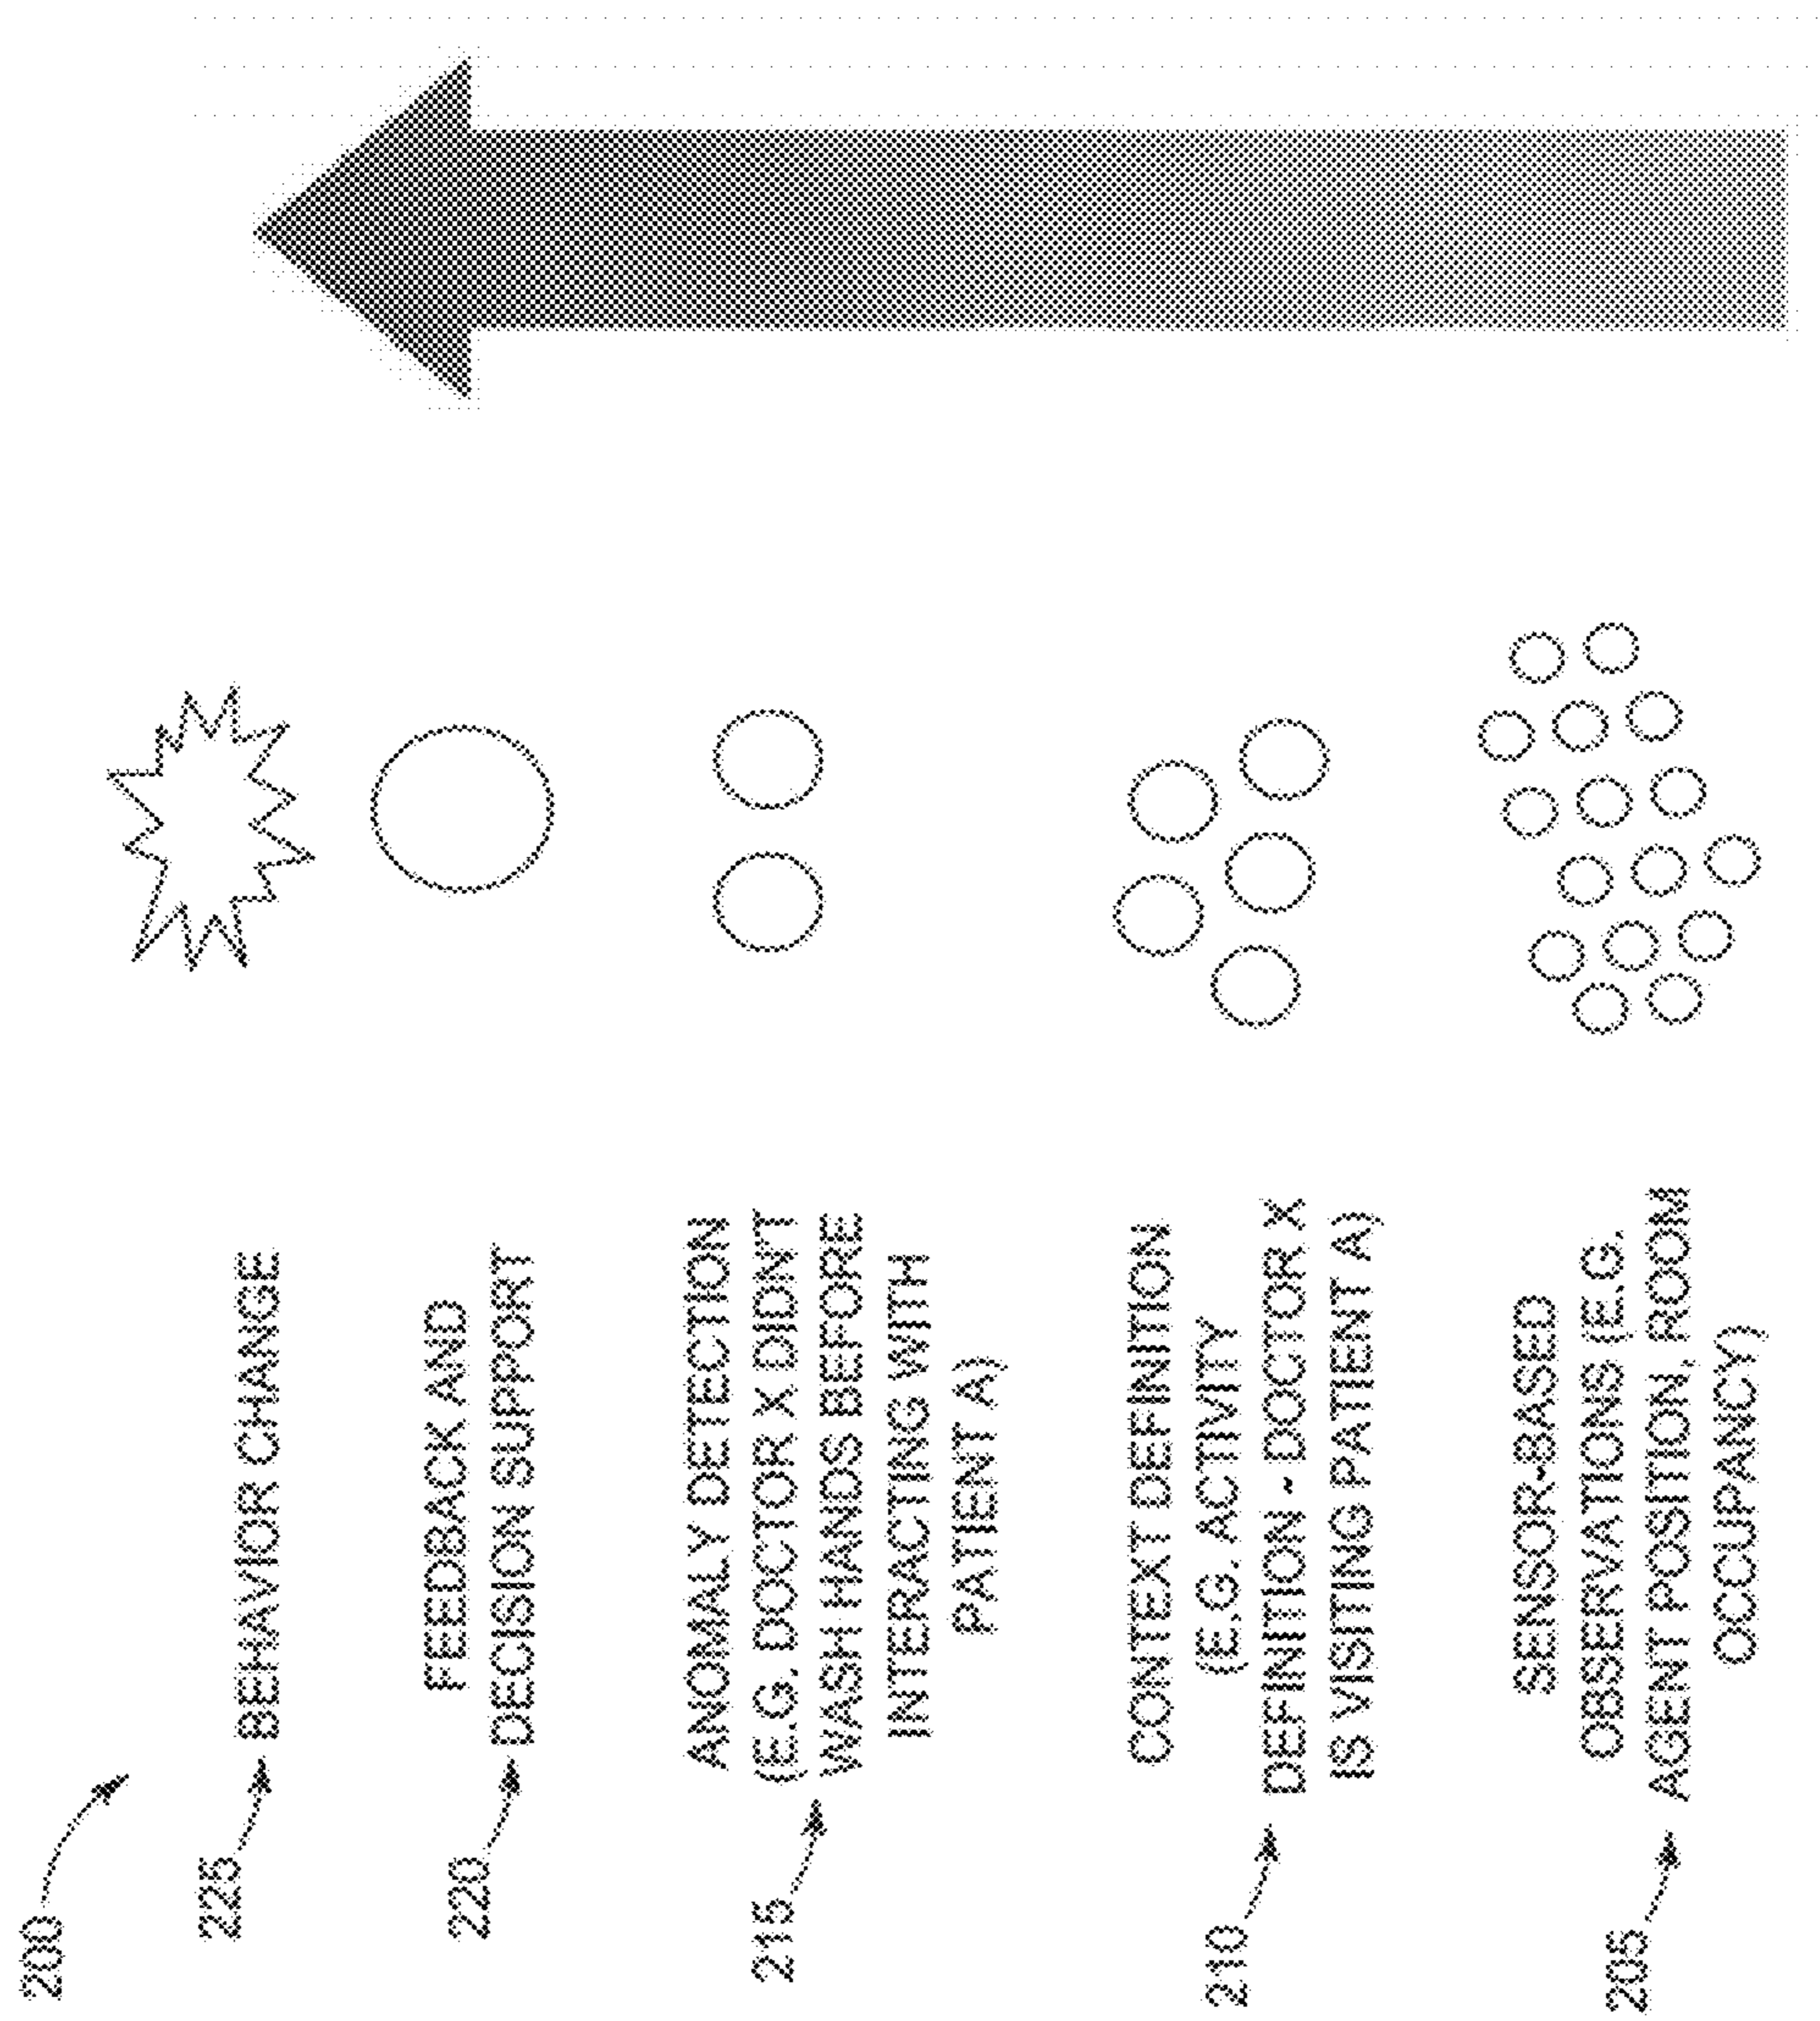 200
225
BEHAVIOR CHANGE
220
FEEDBACK AND
DECISION SUPPORT
215
ANOMALY DETECTION
(E.G. DOCTOR X DIDN'T
WASH HANDS BEFORE
INTERACTING WITH
PATIENT A)
210
CONTEXT DEFINITION
(E.G. ACTIVITY
DEFINITION - DOCTOR X
IS VISITING PATIENT A)
205
SENSOR-BASED
OBSERVATIONS (E.G.
AGENT POSITION, ROOM
OCCUPANCY)